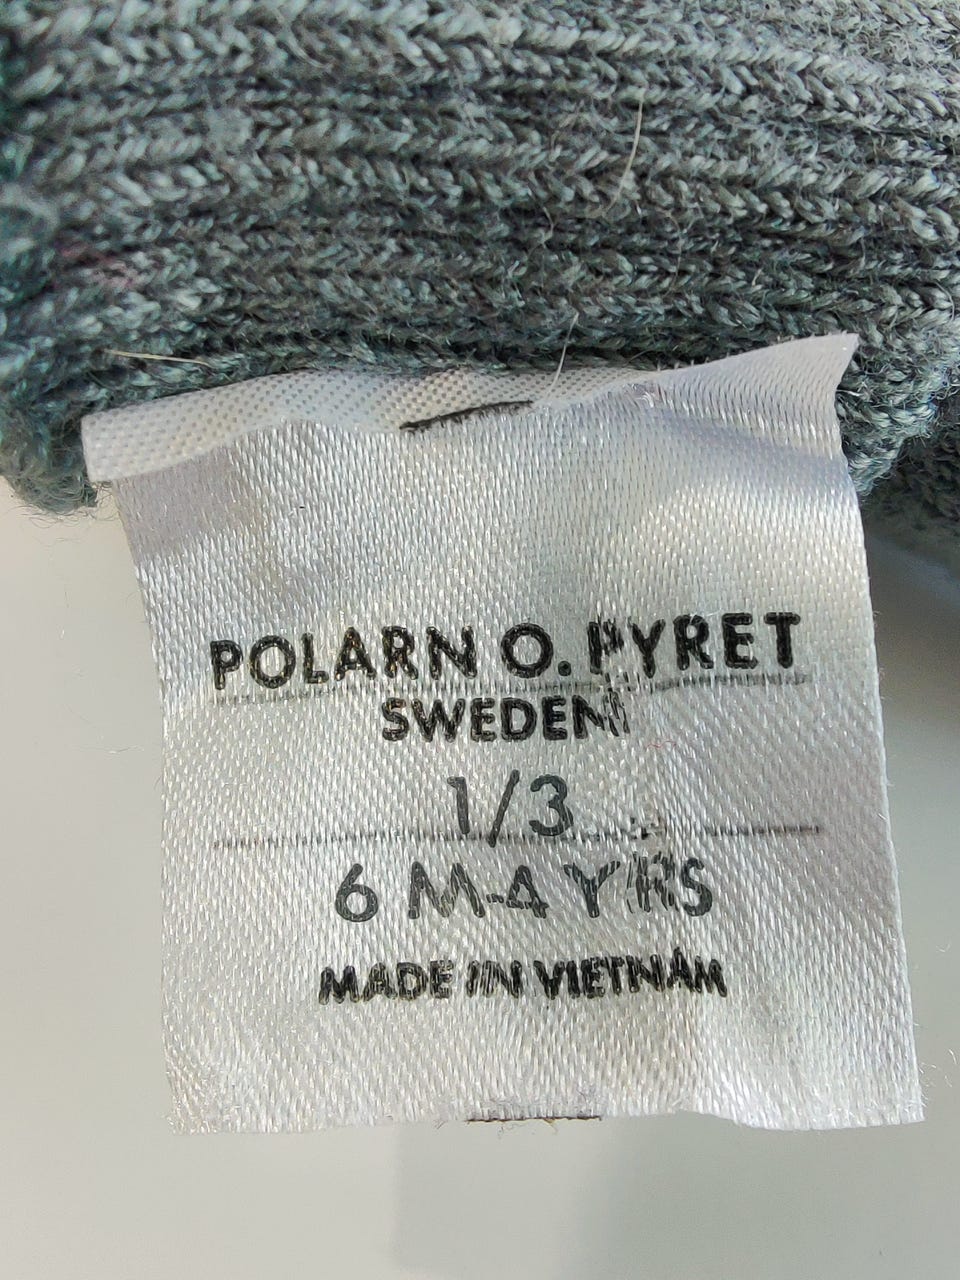 POLARN O. PYRET
SWEDEN
1/3
6 M-4 YRS
MADE IN VIETNAM